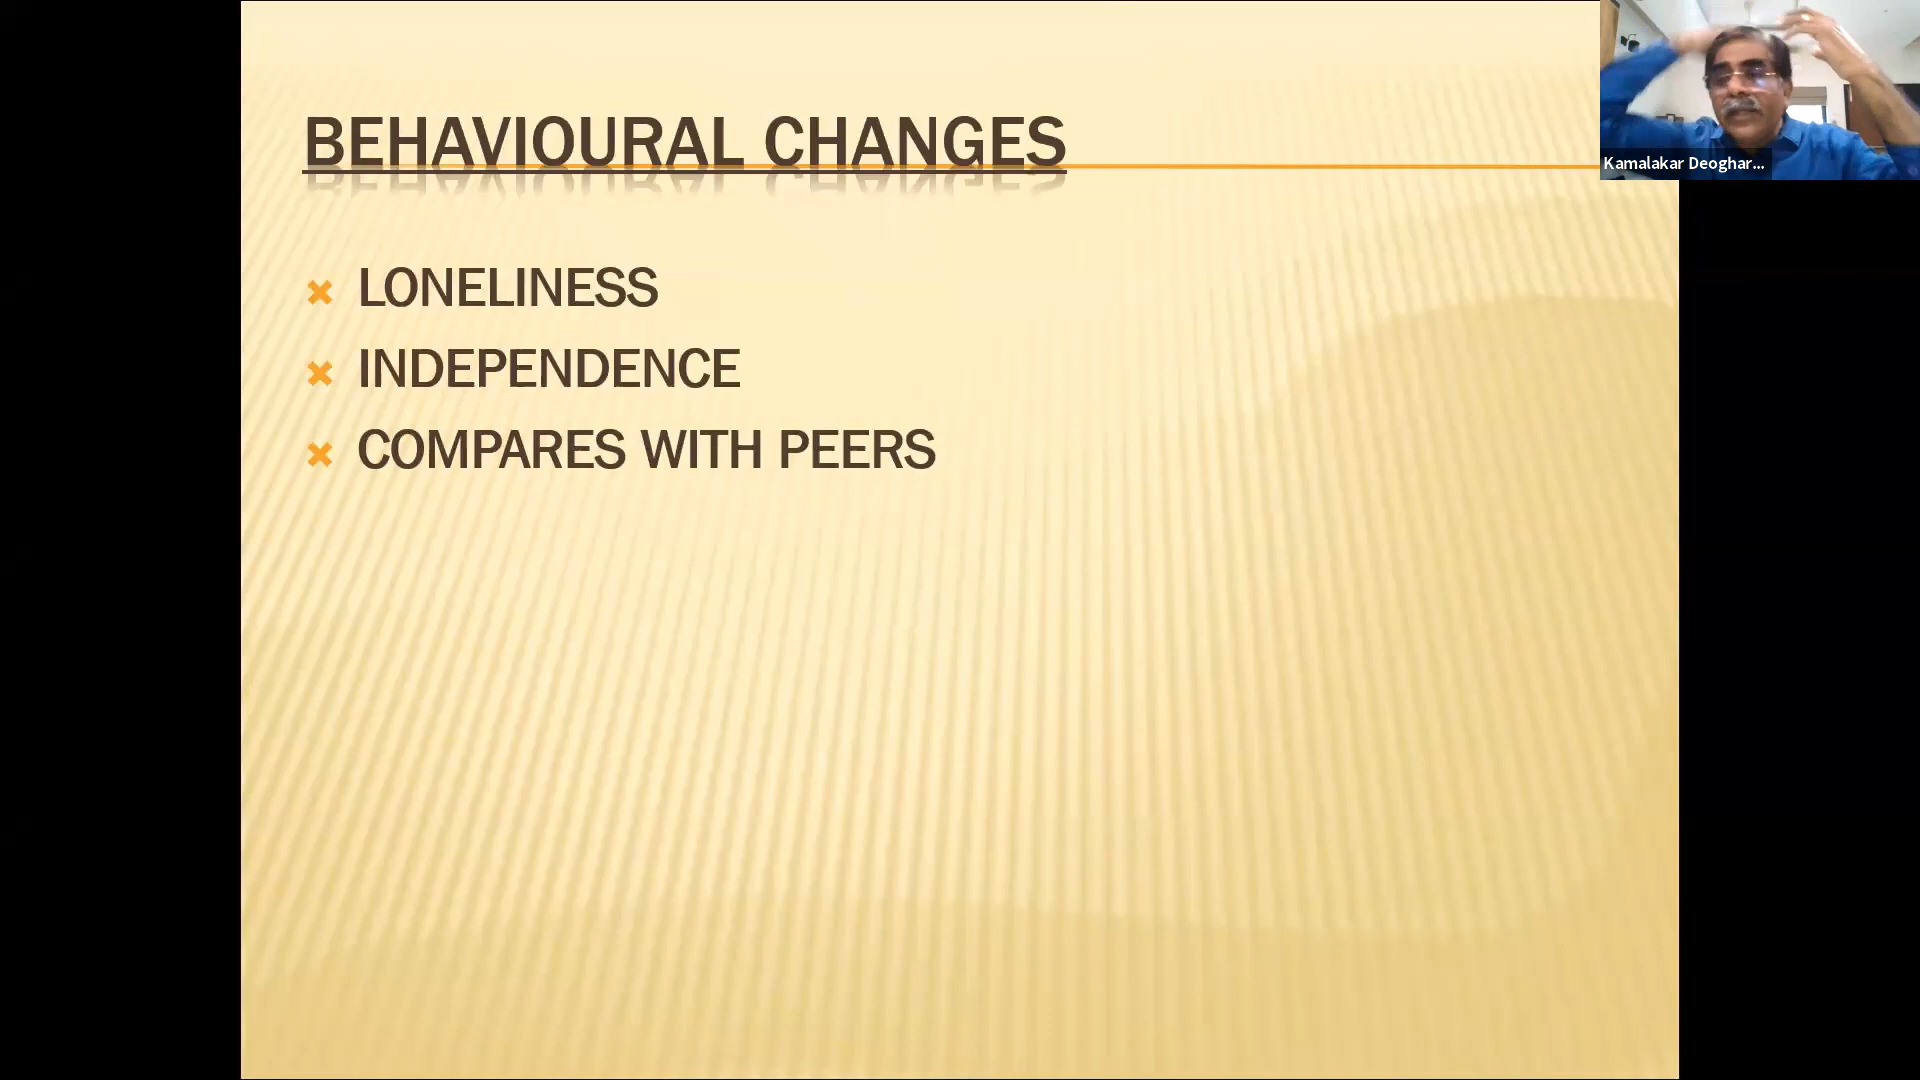 BEHAVIOURAL CHANGES
LONELINESS
INDEPENDENCE
COMPARES WITH PEERS
Kamalakar Deoghar...